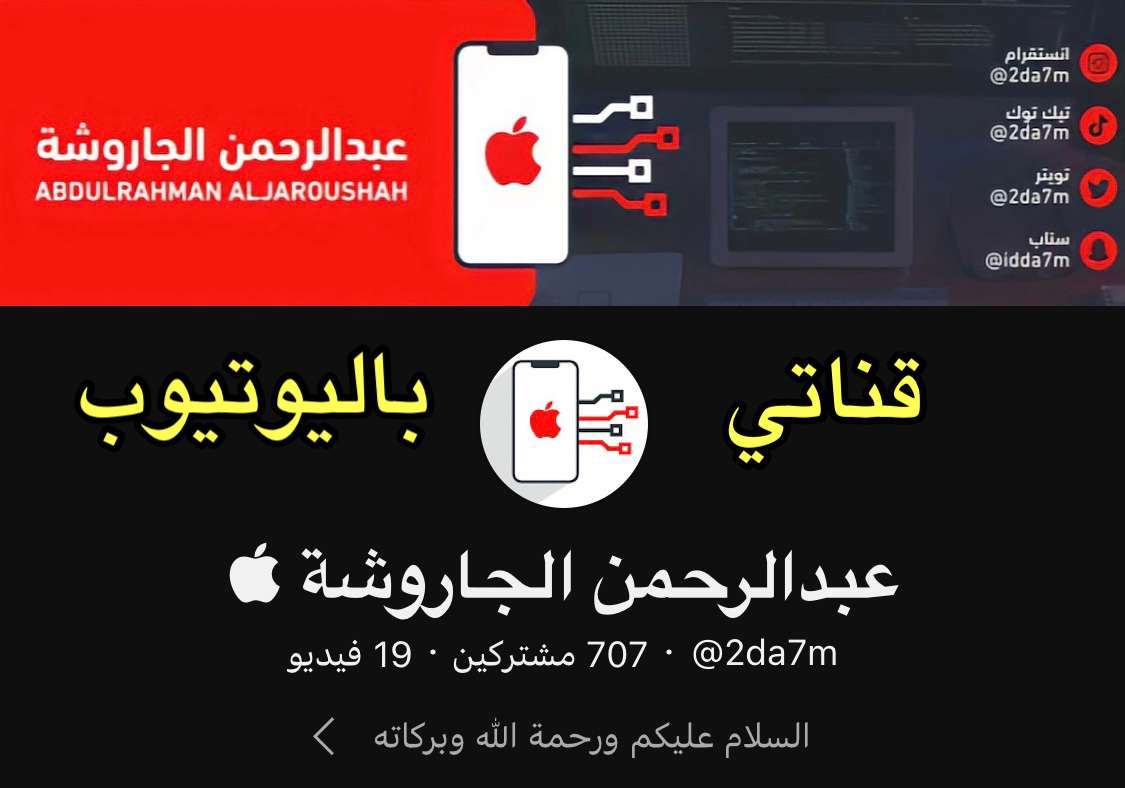 عبدالرحمن الجاروشة
ABDULRAHMAN ALJAROUSHAH
انستقرام
@2da7m
تيك توك
@2da7m
تويتر
@2da7m
سناب
@idda7m
قناتي باليوتيوب
عبدالرحمن الجاروشة
@2da7m · 707 مشتركين · 19 فيديو
السلام عليكم ورحمة الله وبركاته